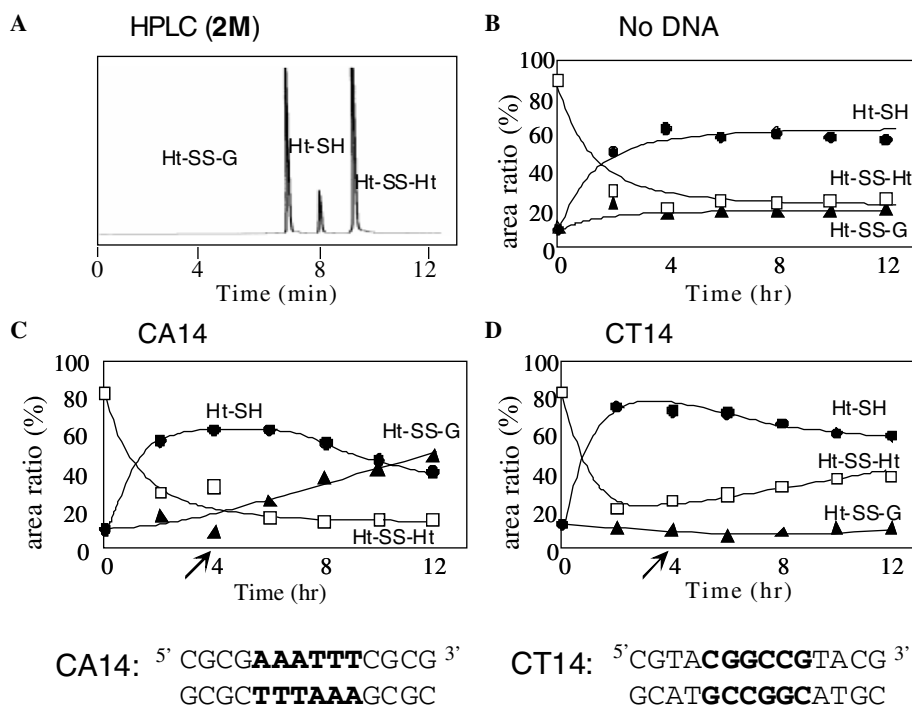 A HPLC (2M)
Ht-SS-G
Ht-SH
Ht-SS-Ht
0 4 8 12
Time (min)
B No DNA
area ratio (%)
100
80
60
40
20
0
Ht-SH
Ht-SS-Ht
Ht-SS-G
0 4 8 12
Time (hr)
C CA14
area ratio (%)
100
80
60
40
20
0
Ht-SH
Ht-SS-G
Ht-SS-Ht
0 4 8 12
Time (hr)
D CT14
area ratio (%)
100
80
60
40
20
0
Ht-SH
Ht-SS-Ht
Ht-SS-G
0 4 8 12
Time (hr)
CA14: 5' CGCGAAATTTCGCG 3'
GCGCTTTAAAGCGC
CT14: 5'CGTACGGCCGTACG 3'
GCATGCCGGCATGC